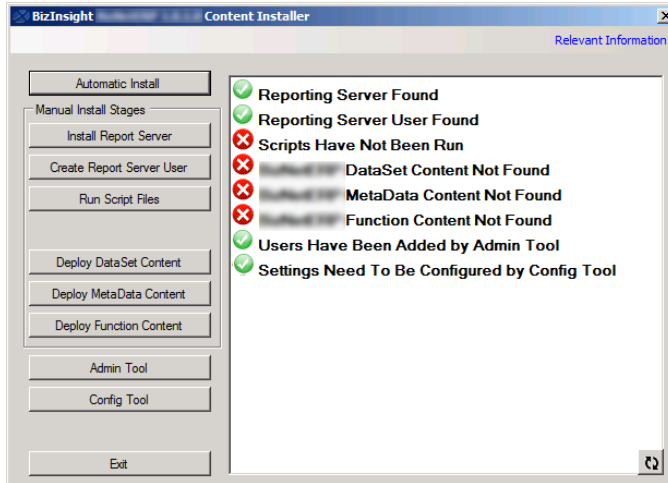 BizInsight Content Installer
Relevant Information
Automatic Install
Manual Install Stages
Install Report Server
Create Report Server User
Run Script Files
Deploy DataSet Content
Deploy MetaData Content
Deploy Function Content
Admin Tool
Config Tool
Exit
Reporting Server Found
Reporting Server User Found
Scripts Have Not Been Run
DataSet Content Not Found
MetaData Content Not Found
Function Content Not Found
Users Have Been Added by Admin Tool
Settings Need To Be Configured by Config Tool